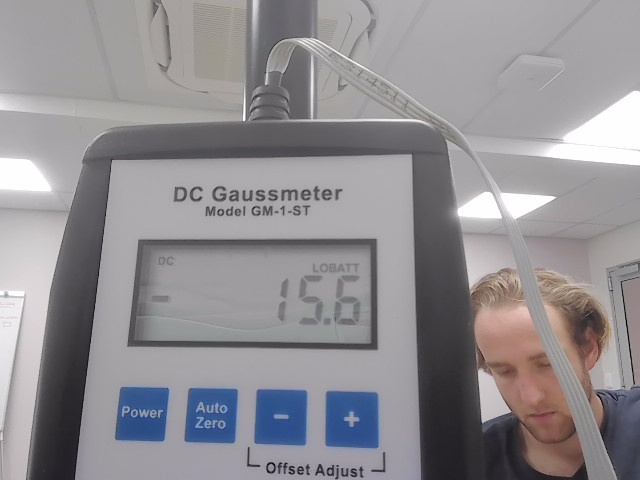 DC Gaussmeter
Model GM-1-ST
DC
LOBATT
- 15.6
Power
Auto
Zero
-
+
Offset Adjust